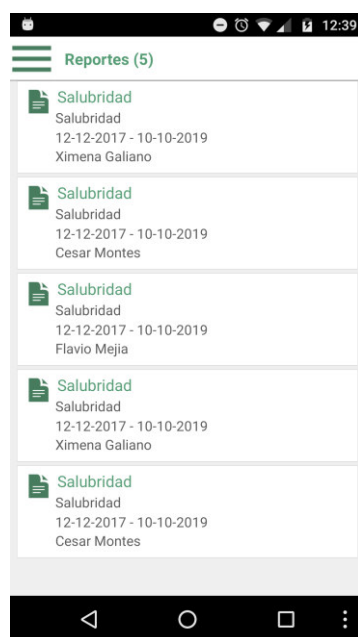 12:39
Reportes (5)
Salubridad
Salubridad
12-12-2017 - 10-10-2019
Ximena Galiano
Salubridad
Salubridad
12-12-2017 - 10-10-2019
Cesar Montes
Salubridad
Salubridad
12-12-2017 - 10-10-2019
Flavio Mejia
Salubridad
Salubridad
12-12-2017 - 10-10-2019
Ximena Galiano
Salubridad
Salubridad
12-12-2017 - 10-10-2019
Cesar Montes